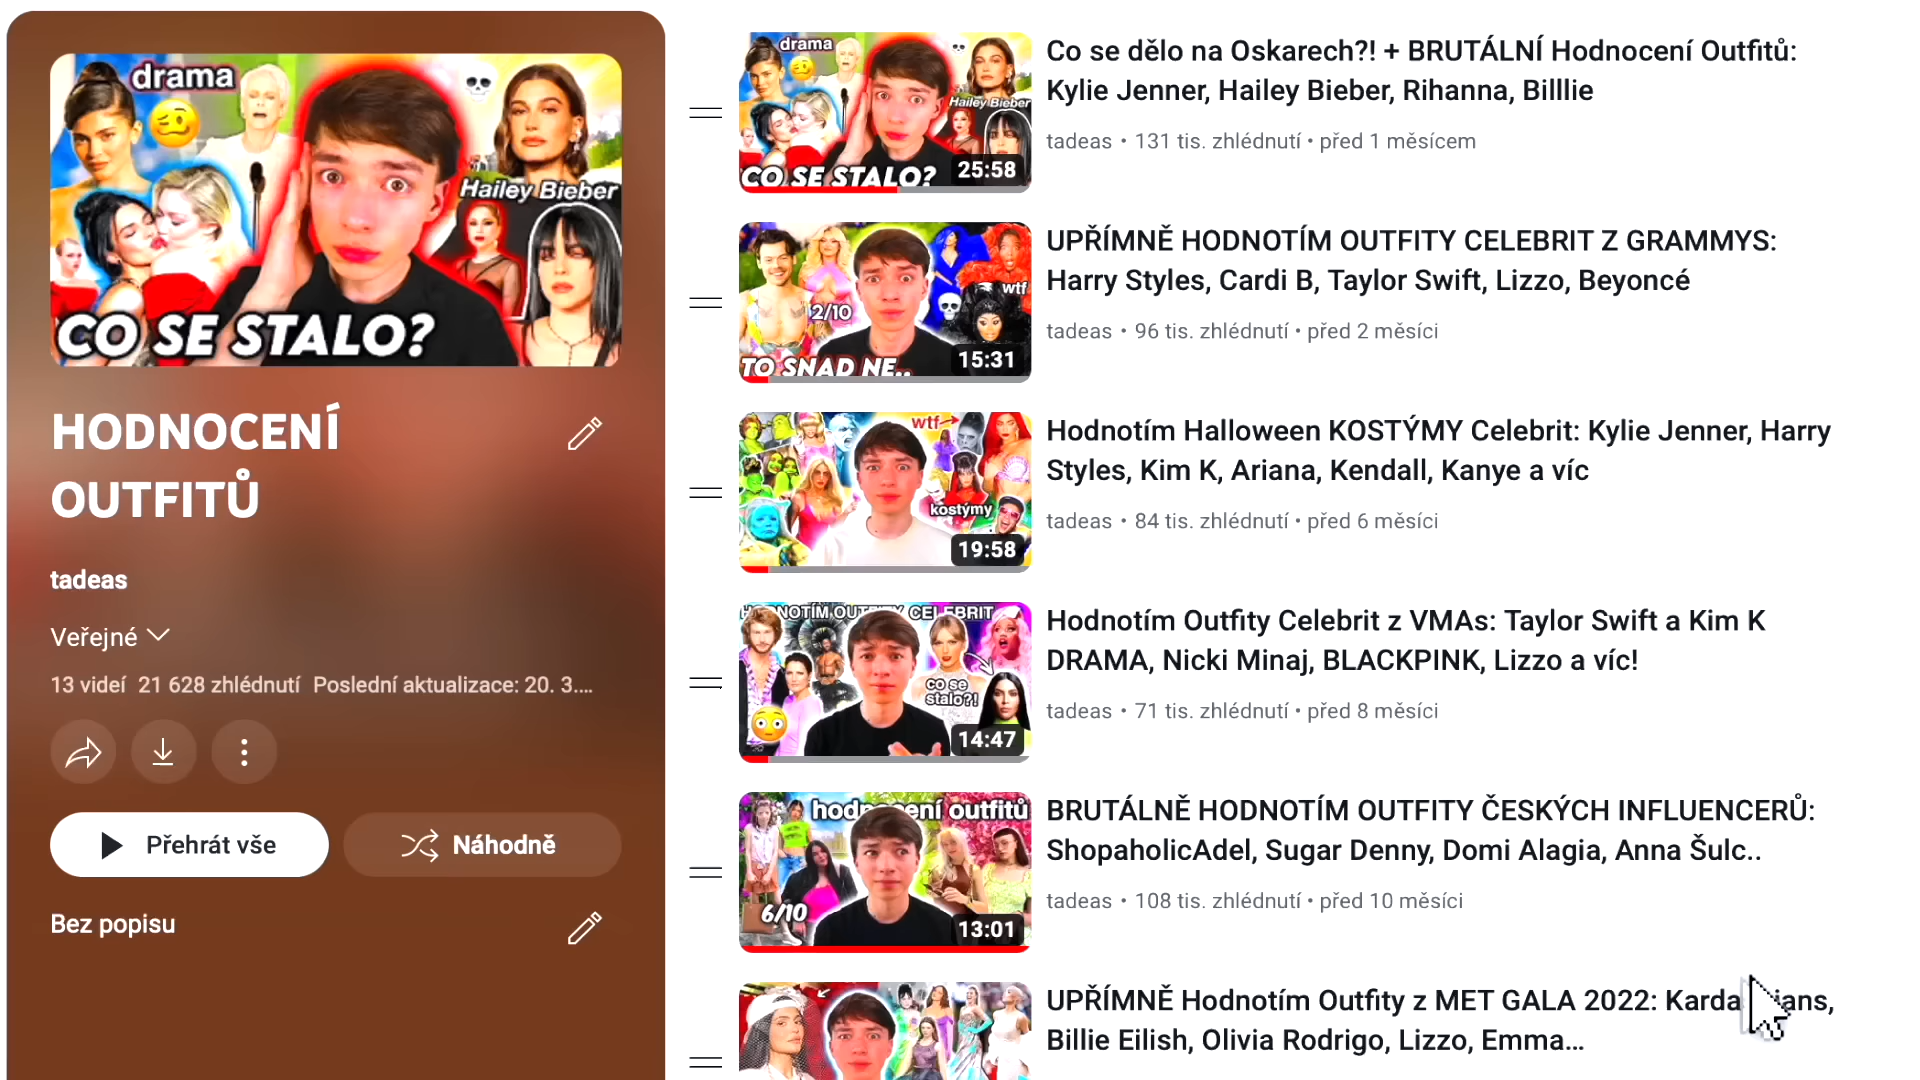 drama
Hailey Bieber
CO SE STALO?
HODNOCENÍ
OUTFITŮ
tadeas
Veřejné
13 videí 21 628 zhlédnutí Poslední aktualizace: 20. 3....
Přehrát vše
Náhodně
Bez popisu
drama
Hailey Bieber
CO SE STALO?
25:58
Co se dělo na Oskarech?! + BRUTÁLNÍ Hodnocení Outfitů:
Kylie Jenner, Hailey Bieber, Rihanna, Billlie
tadeas • 131 tis. zhlédnutí • před 1 měsícem
wtf
2/10
TO SNAD NE..
15:31
UPŘÍMNĚ HODNOTÍM OUTFITY CELEBRIT Z GRAMMYS:
Harry Styles, Cardi B, Taylor Swift, Lizzo, Beyoncé
tadeas • 96 tis. zhlédnutí • před 2 měsíci
wtf
kostýmy
19:58
Hodnotím Halloween KOSTÝMY Celebrit: Kylie Jenner, Harry
Styles, Kim K, Ariana, Kendall, Kanye a víc
tadeas • 84 tis. zhlédnutí • před 6 měsíci
HODNOTÍM OUTFITY CELEBRIT
co se
stalo?!
14:47
Hodnotím Outfity Celebrit z VMAs: Taylor Swift a Kim K
DRAMA, Nicki Minaj, BLACKPINK, Lizzo a víc!
tadeas • 71 tis. zhlédnutí • před 8 měsíci
hodnocení outfitů
6/10
13:01
BRUTÁLNĚ HODNOTÍM OUTFITY ČESKÝCH INFLUENCERŮ:
ShopaholicAdel, Sugar Denny, Domi Alagia, Anna Šulc..
tadeas • 108 tis. zhlédnutí • před 10 měsíci
UPŘÍMNĚ Hodnotím Outfity z MET GALA 2022: Kardashians,
Billie Eilish, Olivia Rodrigo, Lizzo, Emma...